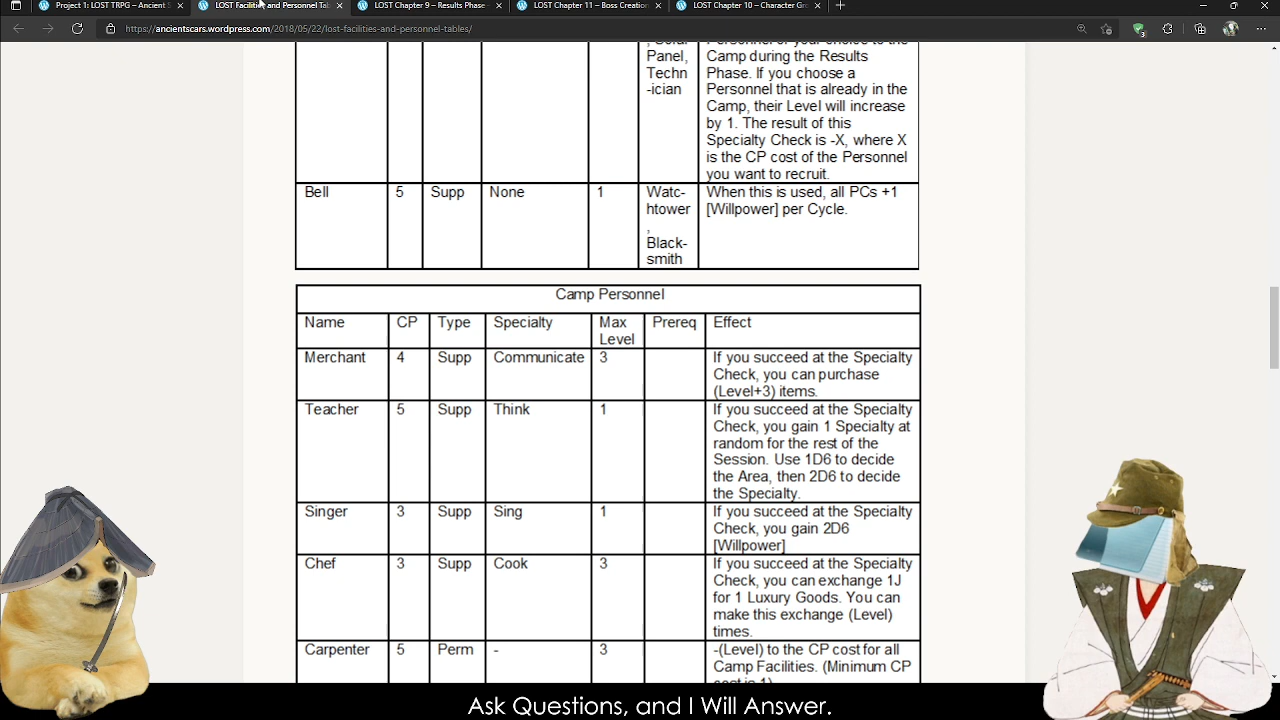 Project 1: LOST TTRPG - Ancient S
LOST Facilities and Personnel Tab
LOST Chapter 9 – Results Phase –
LOST Chapter 11 – Boss Creation
LOST Chapter 10 – Character Gro
https://ancientscars.wordpress.com/2018/05/22/lost-facilities-and-personnel-tables/
, Solar
Panel,
Techn
-ician
Personnel of your choice to the
Camp during the Results
Phase. If you choose a
Personnel that is already in the
Camp, their Level will increase
by 1. The result of this
Specialty Check is -X, where X
is the CP cost of the Personnel
you want to recruit.
Bell 5 Supp None 1
Watc-
htower
,
Black-
smith
When this is used, all PCs +1
[Willpower] per Cycle.
Camp Personnel
Name CP Type Specialty Max Level Prereq Effect
Merchant 4 Supp Communicate 3
If you succeed at the Specialty
Check, you can purchase
(Level+3) items.
Teacher 5 Supp Think 1
If you succeed at the Specialty
Check, you gain 1 Specialty at
random for the rest of the
Session. Use 1D6 to decide
the Area, then 2D6 to decide
the Specialty.
Singer 3 Supp Sing 1
If you succeed at the Specialty
Check, you gain 2D6
[Willpower]
Chef 3 Supp Cook 3
If you succeed at the Specialty
Check, you can exchange 1J
for 1 Luxury Goods. You can
make this exchange (Level)
times.
Carpenter 5 Perm - 3
-(Level) to the CP cost for all
Camp Facilities. (Minimum CP
cost is 1)
Ask Questions, and I Will Answer.